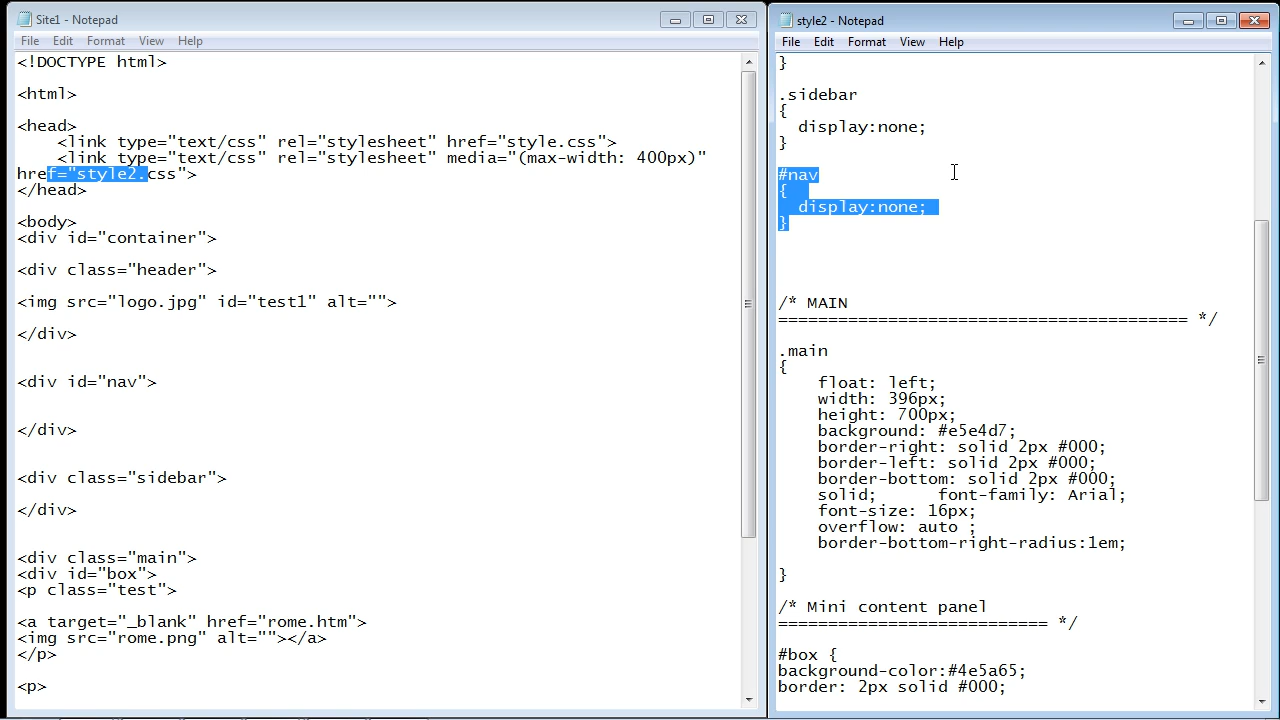 Site1 - Notepad
File Edit Format View Help
<!DOCTYPE html>
<html>
<head>
<link type="text/css" rel="stylesheet" href="style.css">
<link type="text/css" rel="stylesheet" media="(max-width: 400px)"
href="style2.css">
</head>
<body>
<div id="container">
<div class="header">
<img src="logo.jpg" id="test1" alt="">
</div>
<div id="nav">
</div>
<div class="sidebar">
</div>
<div class="main">
<div id="box">
<p class="test">
<a target="_blank" href="rome.htm">
<img src="rome.png" alt=""></a>
</p>
<p>
style2 - Notepad
File Edit Format View Help
}
.sidebar
{
display:none;
}
#nav
{
display:none;
}
/* MAIN
========================================= */
.main
{
float: left;
width: 396px;
height: 700px;
background: #e5e4d7;
border-right: solid 2px #000;
border-left: solid 2px #000;
border-bottom: solid 2px #000;
solid; font-family: Arial;
font-size: 16px;
overflow: auto ;
border-bottom-right-radius:1em;
}
/* Mini content panel
=========================== */
#box {
background-color:#4e5a65;
border: 2px solid #000;